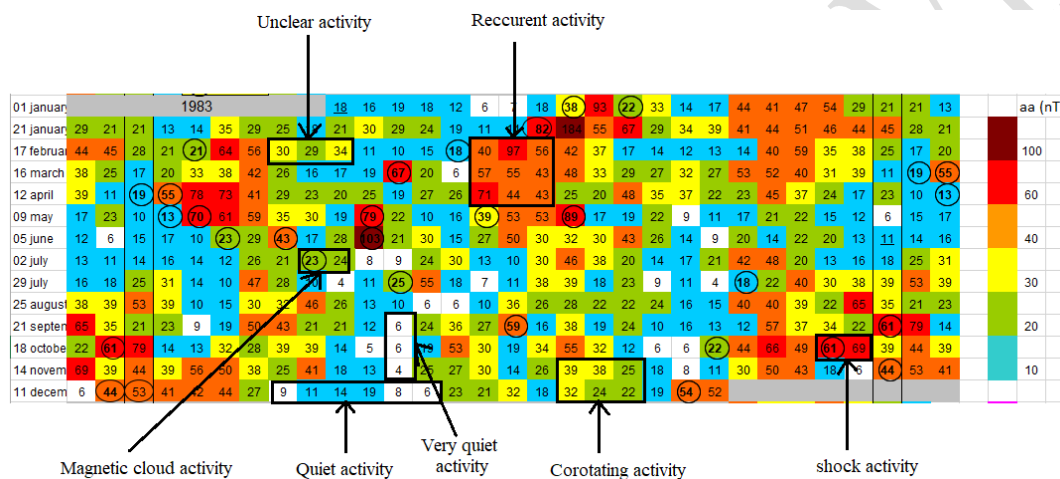 Unclear activity
Reccurent activity
01 january 1983 18 16 19 18 12 6 7 18 38 93 22 33 14 17 44 41 47 54 29 21 21 13 aa (nT
21 january 29 21 21 13 14 35 29 25 21 30 29 24 19 11 82 184 55 67 29 34 39 41 44 51 46 44 45 28 21 100
17 februar 44 45 28 21 21 64 56 30 29 34 11 10 15 18 40 97 56 42 37 17 14 12 13 14 40 59 35 38 25 17 20
16 march 38 25 17 20 33 38 42 26 16 17 19 67 20 6 57 55 43 48 33 29 27 32 27 53 52 40 31 39 11 19 55
12 april 39 11 19 55 78 73 41 29 23 20 25 19 27 26 71 44 43 25 20 48 35 37 22 23 45 37 24 17 23 10 13 60
09 may 17 23 10 13 70 61 59 35 30 19 79 22 10 16 39 53 53 89 17 19 22 9 11 17 21 22 15 12 6 15 17
05 june 12 6 15 17 10 23 29 43 17 28 103 21 30 15 27 50 30 32 30 43 26 14 9 20 14 22 20 13 11 14 16 40
02 july 13 11 14 16 14 12 26 21 23 24 8 9 24 30 13 10 30 46 38 20 14 17 21 42 48 20 13 16 18 25 31
29 july 16 18 25 31 14 10 47 28 4 11 25 55 18 7 11 38 39 24 23 9 11 4 18 22 40 30 38 39 53 39 30
25 august 38 39 53 39 10 15 30 32 46 26 13 10 6 6 10 36 26 28 22 22 24 16 15 40 40 39 22 65 35 21 23
21 septen 65 35 21 23 9 19 50 43 21 21 12 6 24 36 27 59 16 38 19 24 10 16 13 12 57 37 34 22 61 79 14 20
18 octobe 22 61 79 14 13 32 28 39 39 14 5 6 53 30 19 34 55 32 12 6 6 22 44 66 49 61 69 39 44 39
14 novem 69 39 44 39 56 50 38 25 41 18 13 4 25 27 30 14 26 39 38 25 18 8 11 30 50 43 18 6 44 53 41 10
11 decem 6 44 53 41 42 44 27 9 11 14 19 8 6 23 21 32 18 32 24 22 19 54 52
Magnetic cloud activity
Quiet activity
Very quiet
activity
Corotating activity
shock activity